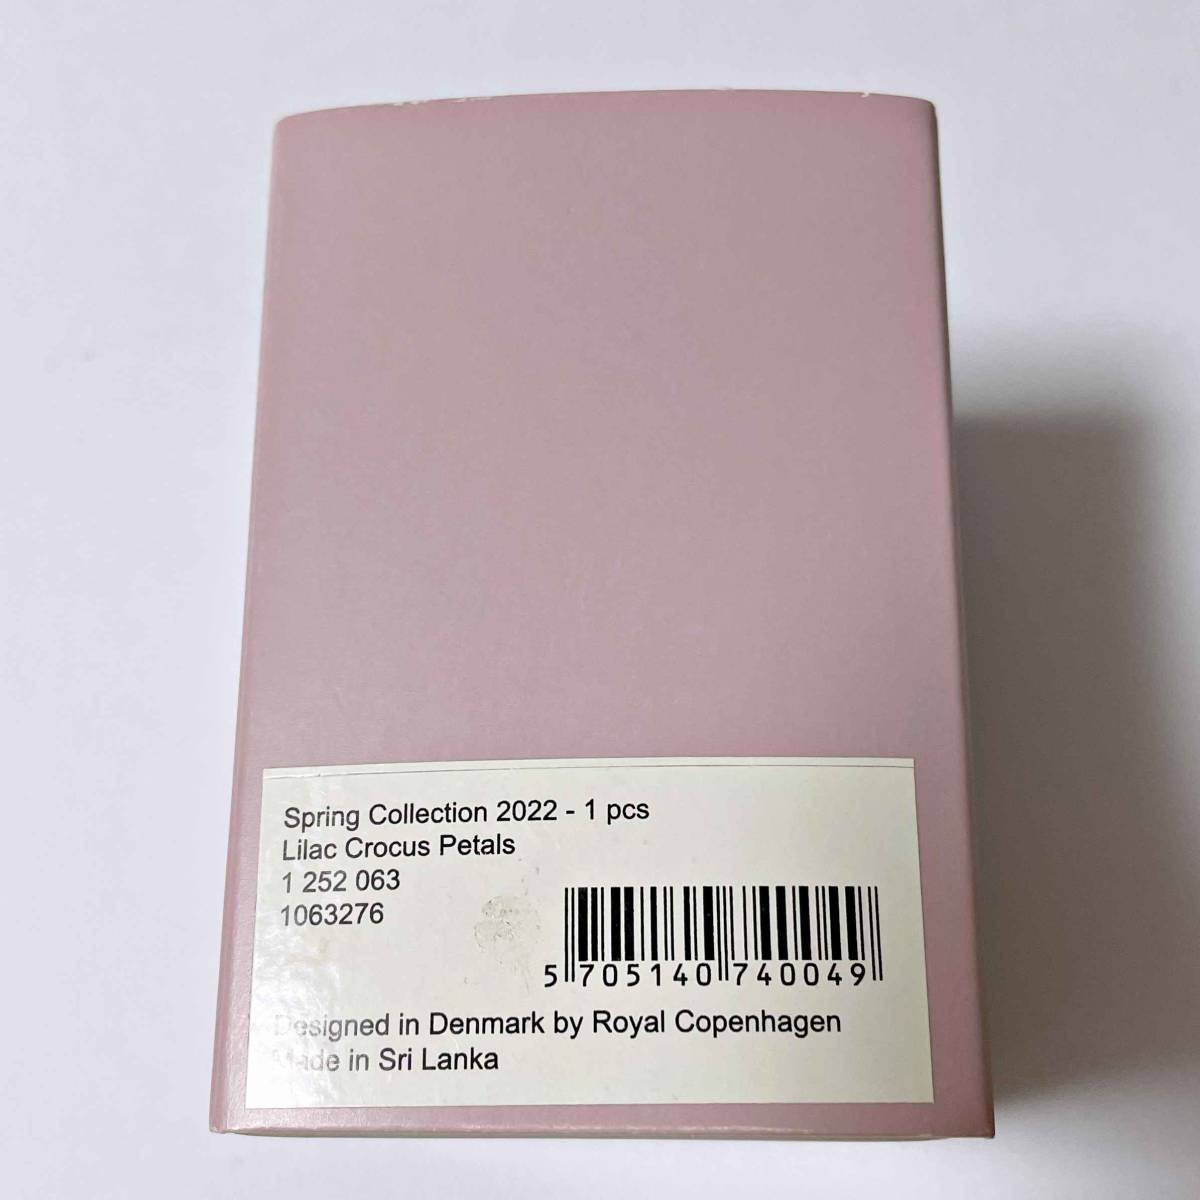 Spring Collection 2022 - 1 pcs
Lilac Crocus Petals
1 252 063
1063276
5 705140 740049
Designed in Denmark by Royal Copenhagen
Made in Sri Lanka